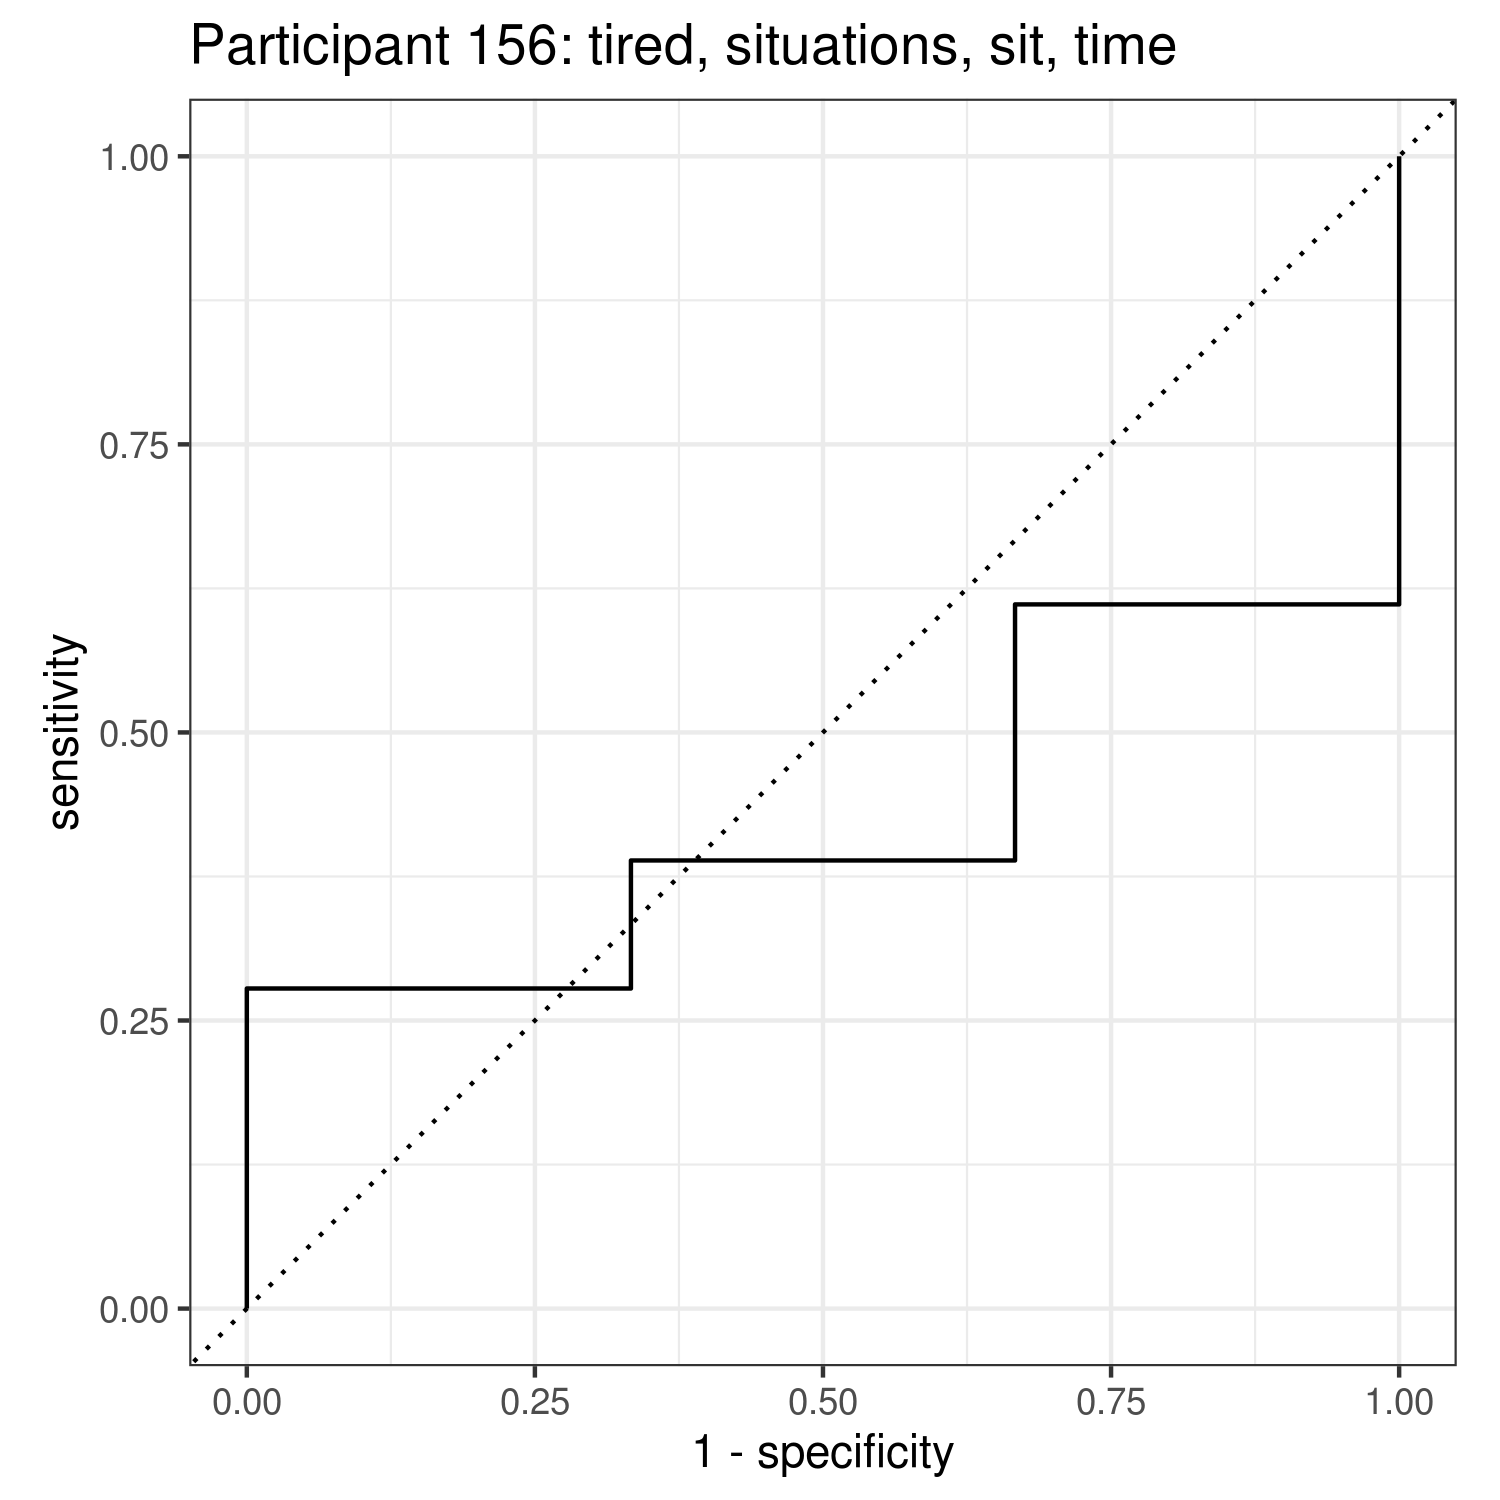 Participant 156: tired, situations, sit, time
1.00
0.75
0.50
0.25
0.00
sensitivity
0.00 0.25 0.50 0.75 1.00
1 - specificity